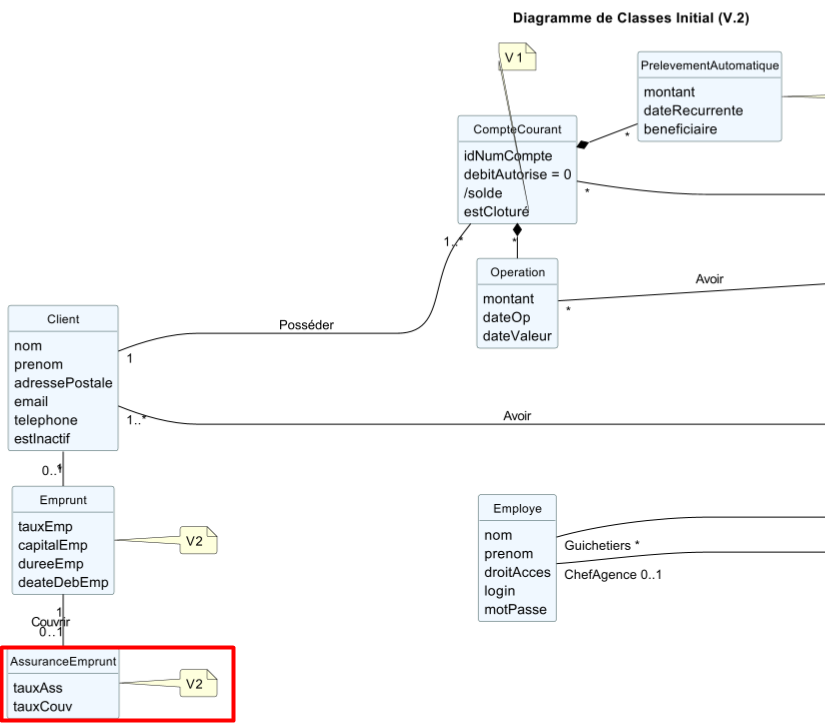 Diagramme de Classes Initial (V.2)
V 1
PrelevementAutomatique
montant
dateRecurrente
beneficiaire
*
CompteCourant
idNumCompte
debitAutorise = 0
/solde
estCloturé
*
1..*
*
Operation
montant
dateOp
dateValeur
*
Avoir
Posséder
Client
nom
prenom
adressePostale
email
telephone
estInactif
1
1..*
Avoir
0..*
1
Emprunt
tauxEmp
capitalEmp
dureeEmp
deateDebEmp
V2
Employe
nom
prenom
droitAcces
login
motPasse
Guichetiers *
ChefAgence 0..1
1
Couvrir
0..1
AssuranceEmprunt
tauxAss
tauxCouv
V2